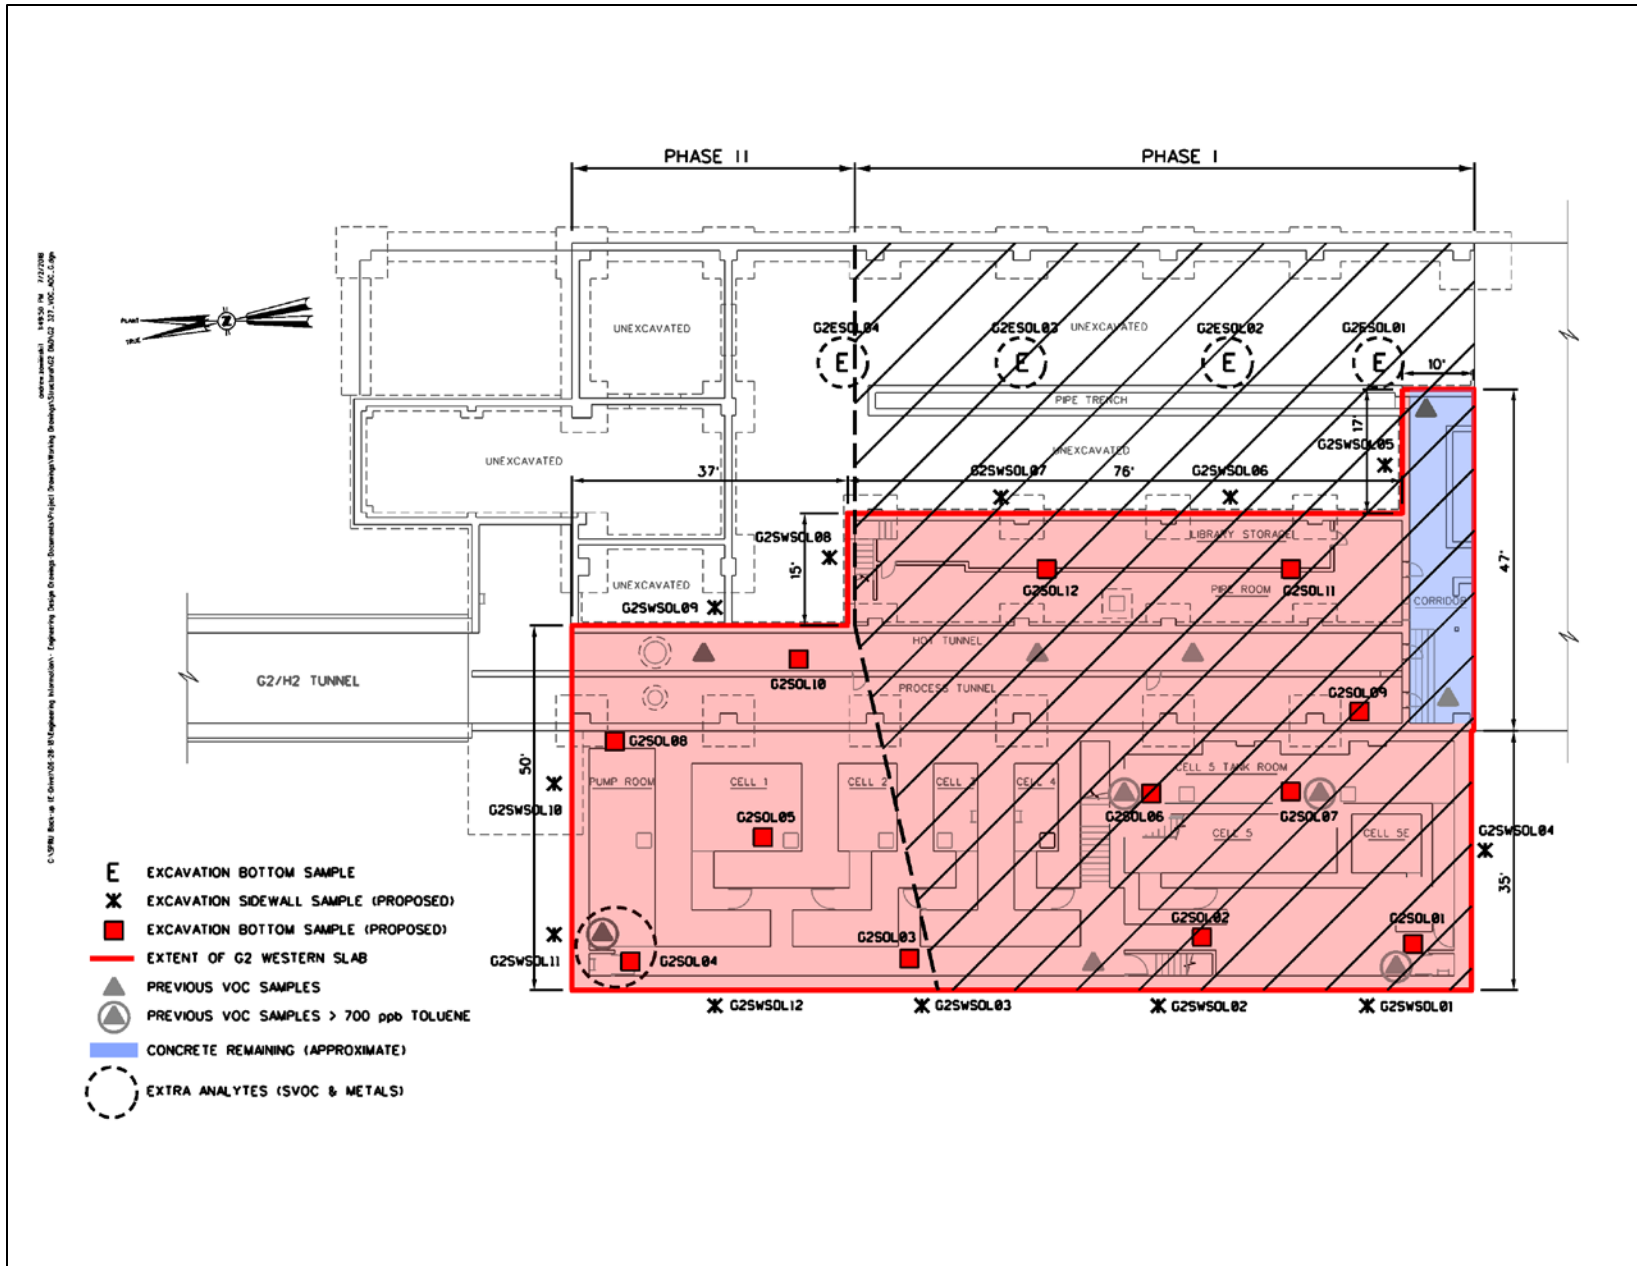 PHASE II
PHASE I
PLANT
TRUE
UNEXCAVATED
G2ESOL04
G2ESOL03
UNEXCAVATED
G2ESOL02
G2ESOL01
E
E
E
E
10'
PIPE TRENCH
17'
UNEXCAVATED
UNEXCAVATED
G2SWSOL05
37'
G2SWSOL07
76'
G2SWSOL06
G2SWSOL08
LIBRARY STORAGE
15'
47'
UNEXCAVATED
G2SOL12
PIPE ROOM
G2SOL11
G2SWSOL09
CORRIDOR
HOT TUNNEL
G2/H2 TUNNEL
G2SOL10
PROCESS TUNNEL
G2SOL09
G2SOL08
50'
PUMP ROOM
CELL 1
CELL 2
CELL 3
CELL 4
CELL 5 TANK ROOM
G2SWSOL10
G2SOL05
G2SOL06
G2SOL07
CELL 5
CELL 5E
G2SWSOL04
35'
E EXCAVATION BOTTOM SAMPLE
EXCAVATION SIDEWALL SAMPLE (PROPOSED)
EXCAVATION BOTTOM SAMPLE (PROPOSED)
EXTENT OF G2 WESTERN SLAB
PREVIOUS VOC SAMPLES
PREVIOUS VOC SAMPLES > 700 ppb TOLUENE
CONCRETE REMAINING (APPROXIMATE)
EXTRA ANALYTES (SVOC & METALS)
G2SOL03
G2SOL02
G2SOL01
G2SWSOL11
G2SOL04
G2SWSOL12
G2SWSOL03
G2SWSOL02
G2SWSOL01